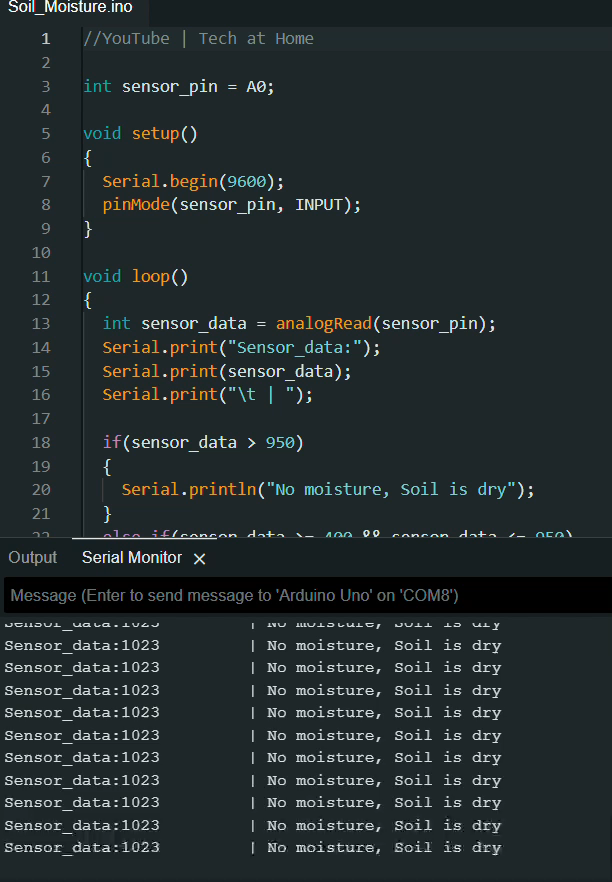 Soil_Moisture.ino
1 //YouTube | Tech at Home
2
3 int sensor_pin = A0;
4
5 void setup()
6 {
7 Serial.begin(9600);
8 pinMode(sensor_pin, INPUT);
9 }
10
11 void loop()
12 {
13 int sensor_data = analogRead(sensor_pin);
14 Serial.print("Sensor_data:");
15 Serial.print(sensor_data);
16 Serial.print("\t | ");
17
18 if(sensor_data > 950)
19 {
20 Serial.println("No moisture, Soil is dry");
21 }
22 else if(sensor_data >= 400 && sensor_data <= 950)
Output Serial Monitor ×
Message (Enter to send message to 'Arduino Uno' on 'COM8')
Sensor_data:1023 | No moisture, Soil is dry
Sensor_data:1023 | No moisture, Soil is dry
Sensor_data:1023 | No moisture, Soil is dry
Sensor_data:1023 | No moisture, Soil is dry
Sensor_data:1023 | No moisture, Soil is dry
Sensor_data:1023 | No moisture, Soil is dry
Sensor_data:1023 | No moisture, Soil is dry
Sensor_data:1023 | No moisture, Soil is dry
Sensor_data:1023 | No moisture, Soil is dry
Sensor_data:1023 | No moisture, Soil is dry
Sensor_data:1023 | No moisture, Soil is dry